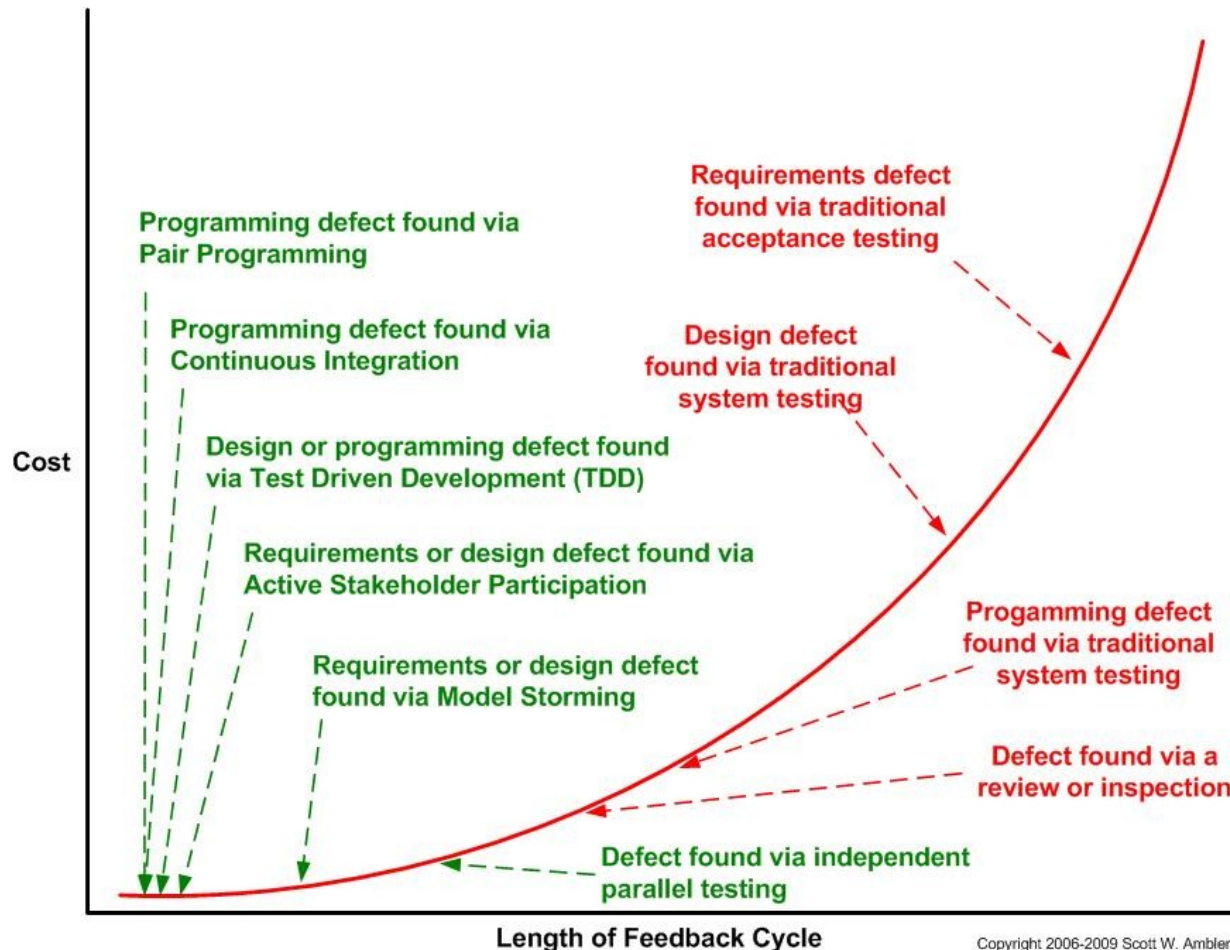 Requirements defect
found via traditional
acceptance testing
Programming defect found via
Pair Programming
Programming defect found via
Continuous Integration
Design defect
found via traditional
system testing
Cost
Design or programming defect found
via Test Driven Development (TDD)
Requirements or design defect found via
Active Stakeholder Participation
Progamming defect
found via traditional
system testing
Requirements or design defect
found via Model Storming
Defect found via a
review or inspection
Defect found via independent
parallel testing
Length of Feedback Cycle
Copyright 2006-2009 Scott W. Ambler